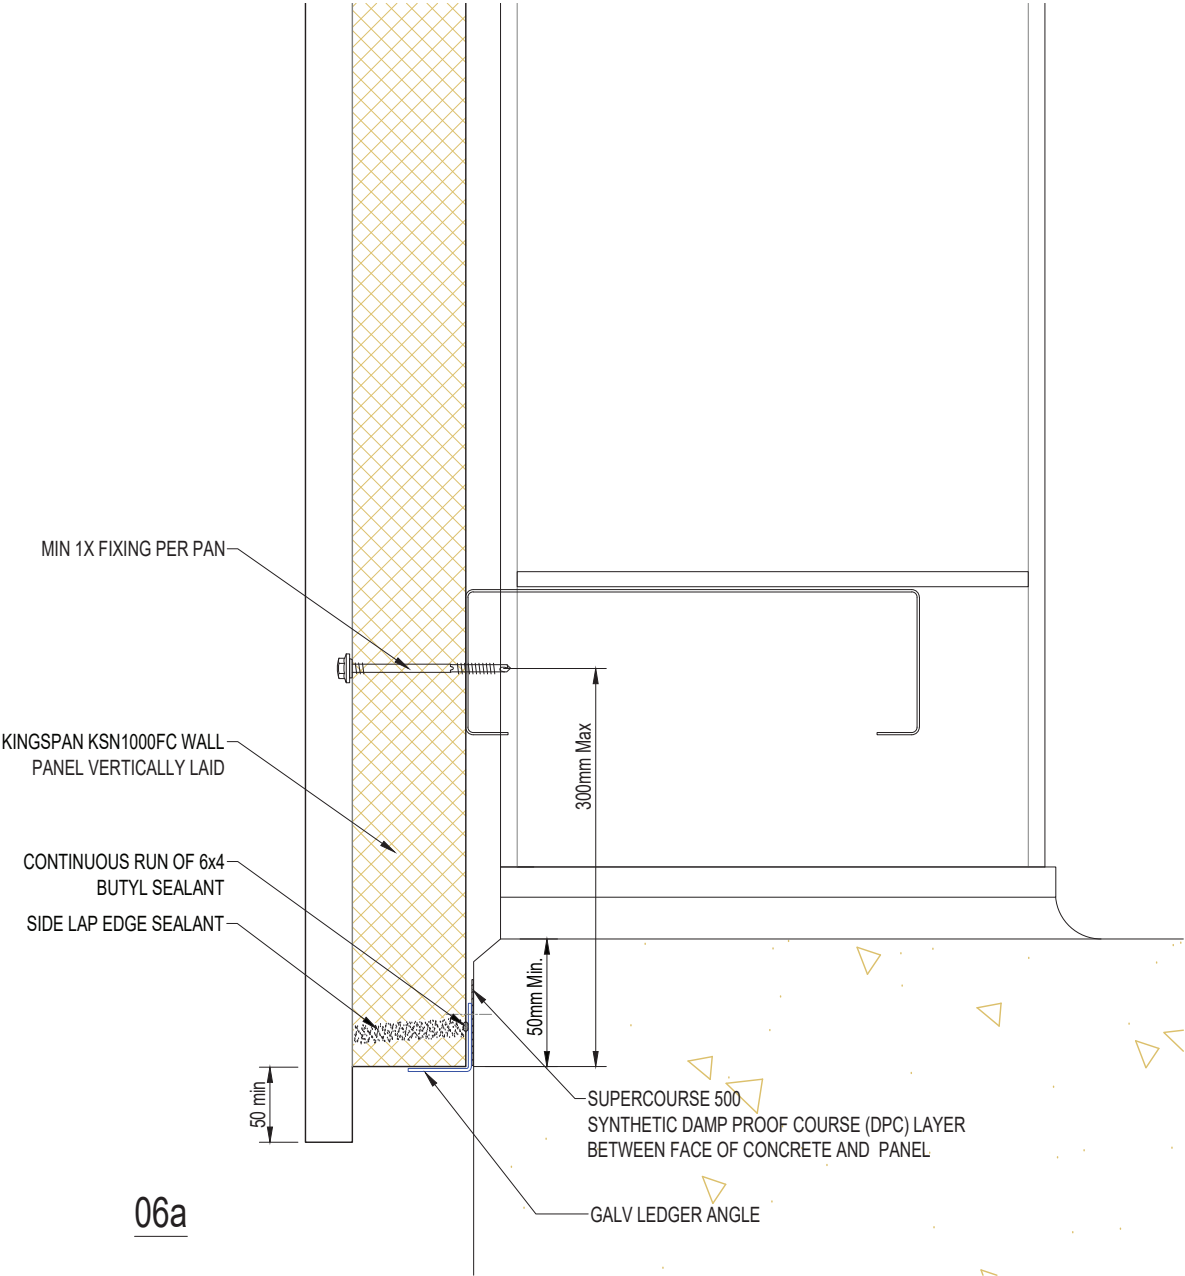 MIN 1X FIXING PER PAN
KINGSPAN KSN1000FC WALL
PANEL VERTICALLY LAID
300mm Max
CONTINUOUS RUN OF 6x4
BUTYL SEALANT
SIDE LAP EDGE SEALANT
50mm Min.
50 min
SUPERCOURSE 500
SYNTHETIC DAMP PROOF COURSE (DPC) LAYER
BETWEEN FACE OF CONCRETE AND PANEL
GALV LEDGER ANGLE
06a